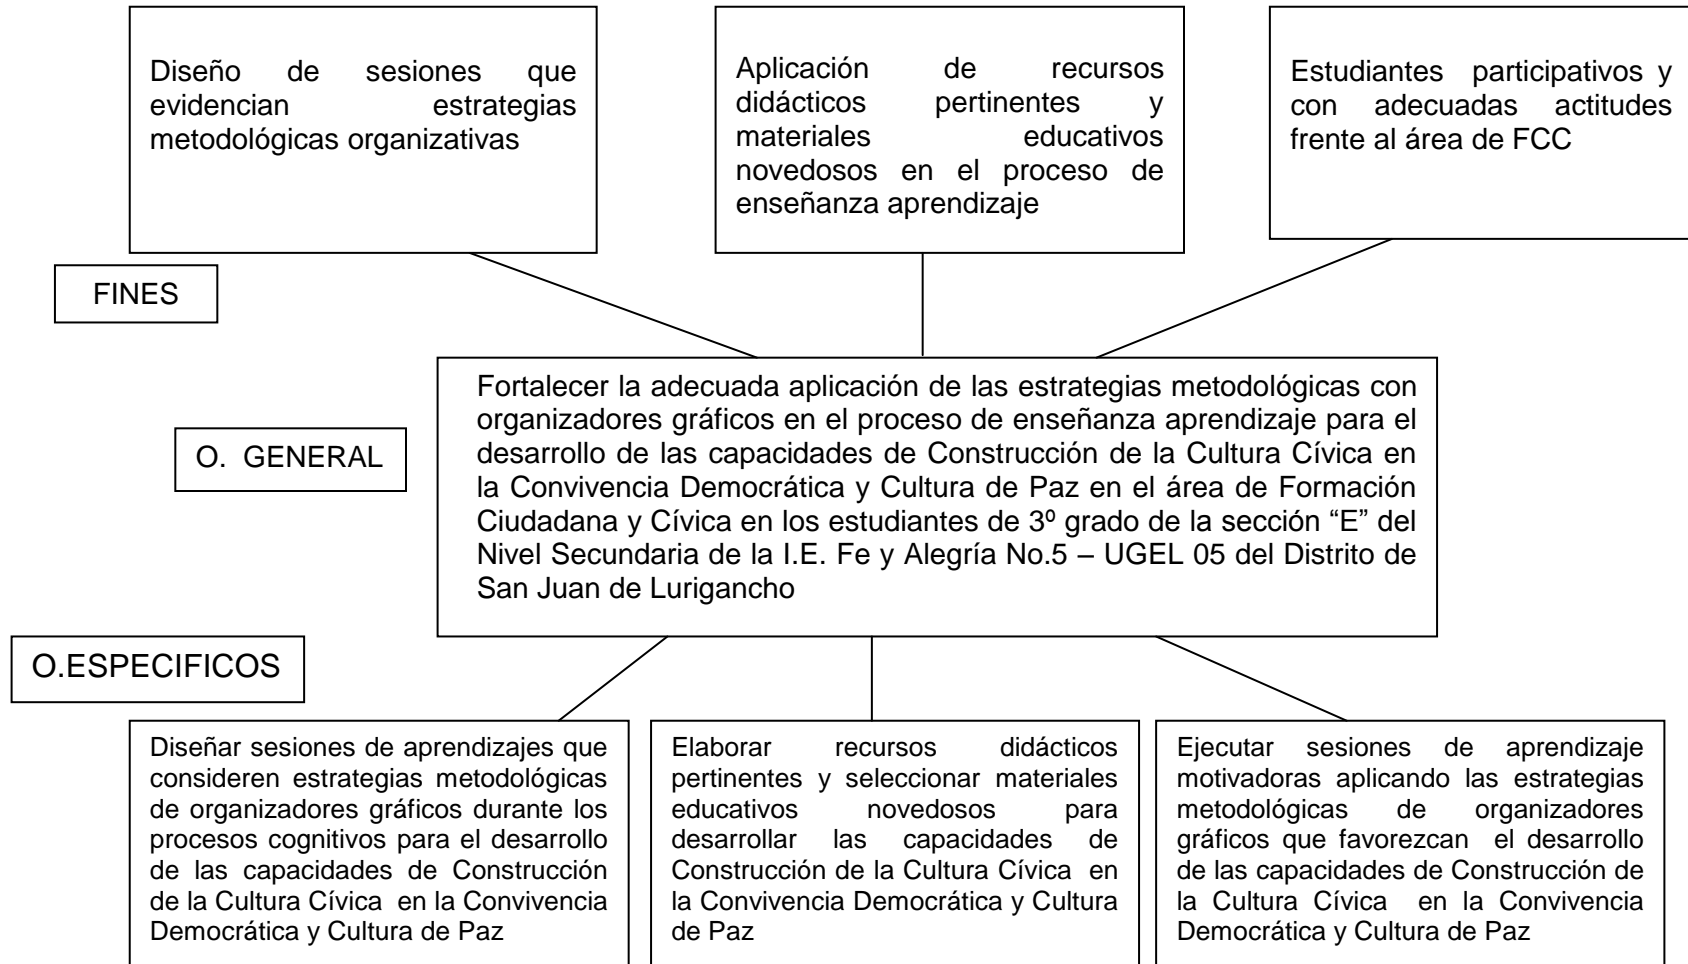 Diseño de sesiones que
evidencian estrategias
metodológicas organizativas
Aplicación de recursos
didácticos pertinentes y
materiales educativos
novedosos en el proceso de
enseñanza aprendizaje
Estudiantes participativos y
con adecuadas actitudes
frente al área de FCC
FINES
Fortalecer la adecuada aplicación de las estrategias metodológicas con
organizadores gráficos en el proceso de enseñanza aprendizaje para el
desarrollo de las capacidades de Construcción de la Cultura Cívica en
la Convivencia Democrática y Cultura de Paz en el área de Formación
Ciudadana y Cívica en los estudiantes de 3º grado de la sección “E” del
Nivel Secundaria de la I.E. Fe y Alegría No.5 – UGEL 05 del Distrito de
San Juan de Lurigancho
O. GENERAL
O.ESPECIFICOS
Diseñar sesiones de aprendizajes que
consideren estrategias metodológicas
de organizadores gráficos durante los
procesos cognitivos para el desarrollo
de las capacidades de Construcción
de la Cultura Cívica en la Convivencia
Democrática y Cultura de Paz
Elaborar recursos didácticos
pertinentes y seleccionar materiales
educativos novedosos para
desarrollar las capacidades de
Construcción de la Cultura Cívica en
la Convivencia Democrática y Cultura
de Paz
Ejecutar sesiones de aprendizaje
motivadoras aplicando las estrategias
metodológicas de organizadores
gráficos que favorezcan el desarrollo
de las capacidades de Construcción de
la Cultura Cívica en la Convivencia
Democrática y Cultura de Paz